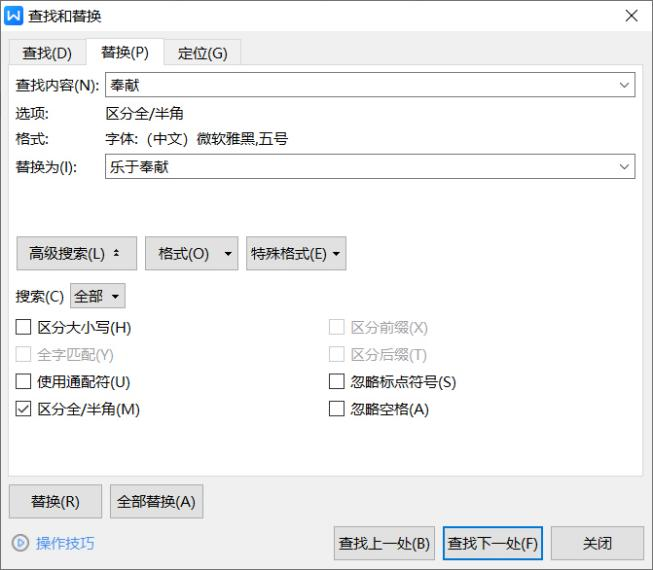 查找和替换
查找(D) 替换(P) 定位(G)
查找内容(N): 奉献
选项: 区分全/半角
格式: 字体:（中文）微软雅黑,五号
替换为(I): 乐于奉献
高级搜索(L) 格式(O) 特殊格式(E)
搜索(C) 全部
区分大小写(H) 区分前缀(X)
全字匹配(Y) 区分后缀(T)
使用通配符(U) 忽略标点符号(S)
区分全/半角(M) 忽略空格(A)
替换(R) 全部替换(A)
操作技巧 查找上一处(B) 查找下一处(F) 关闭